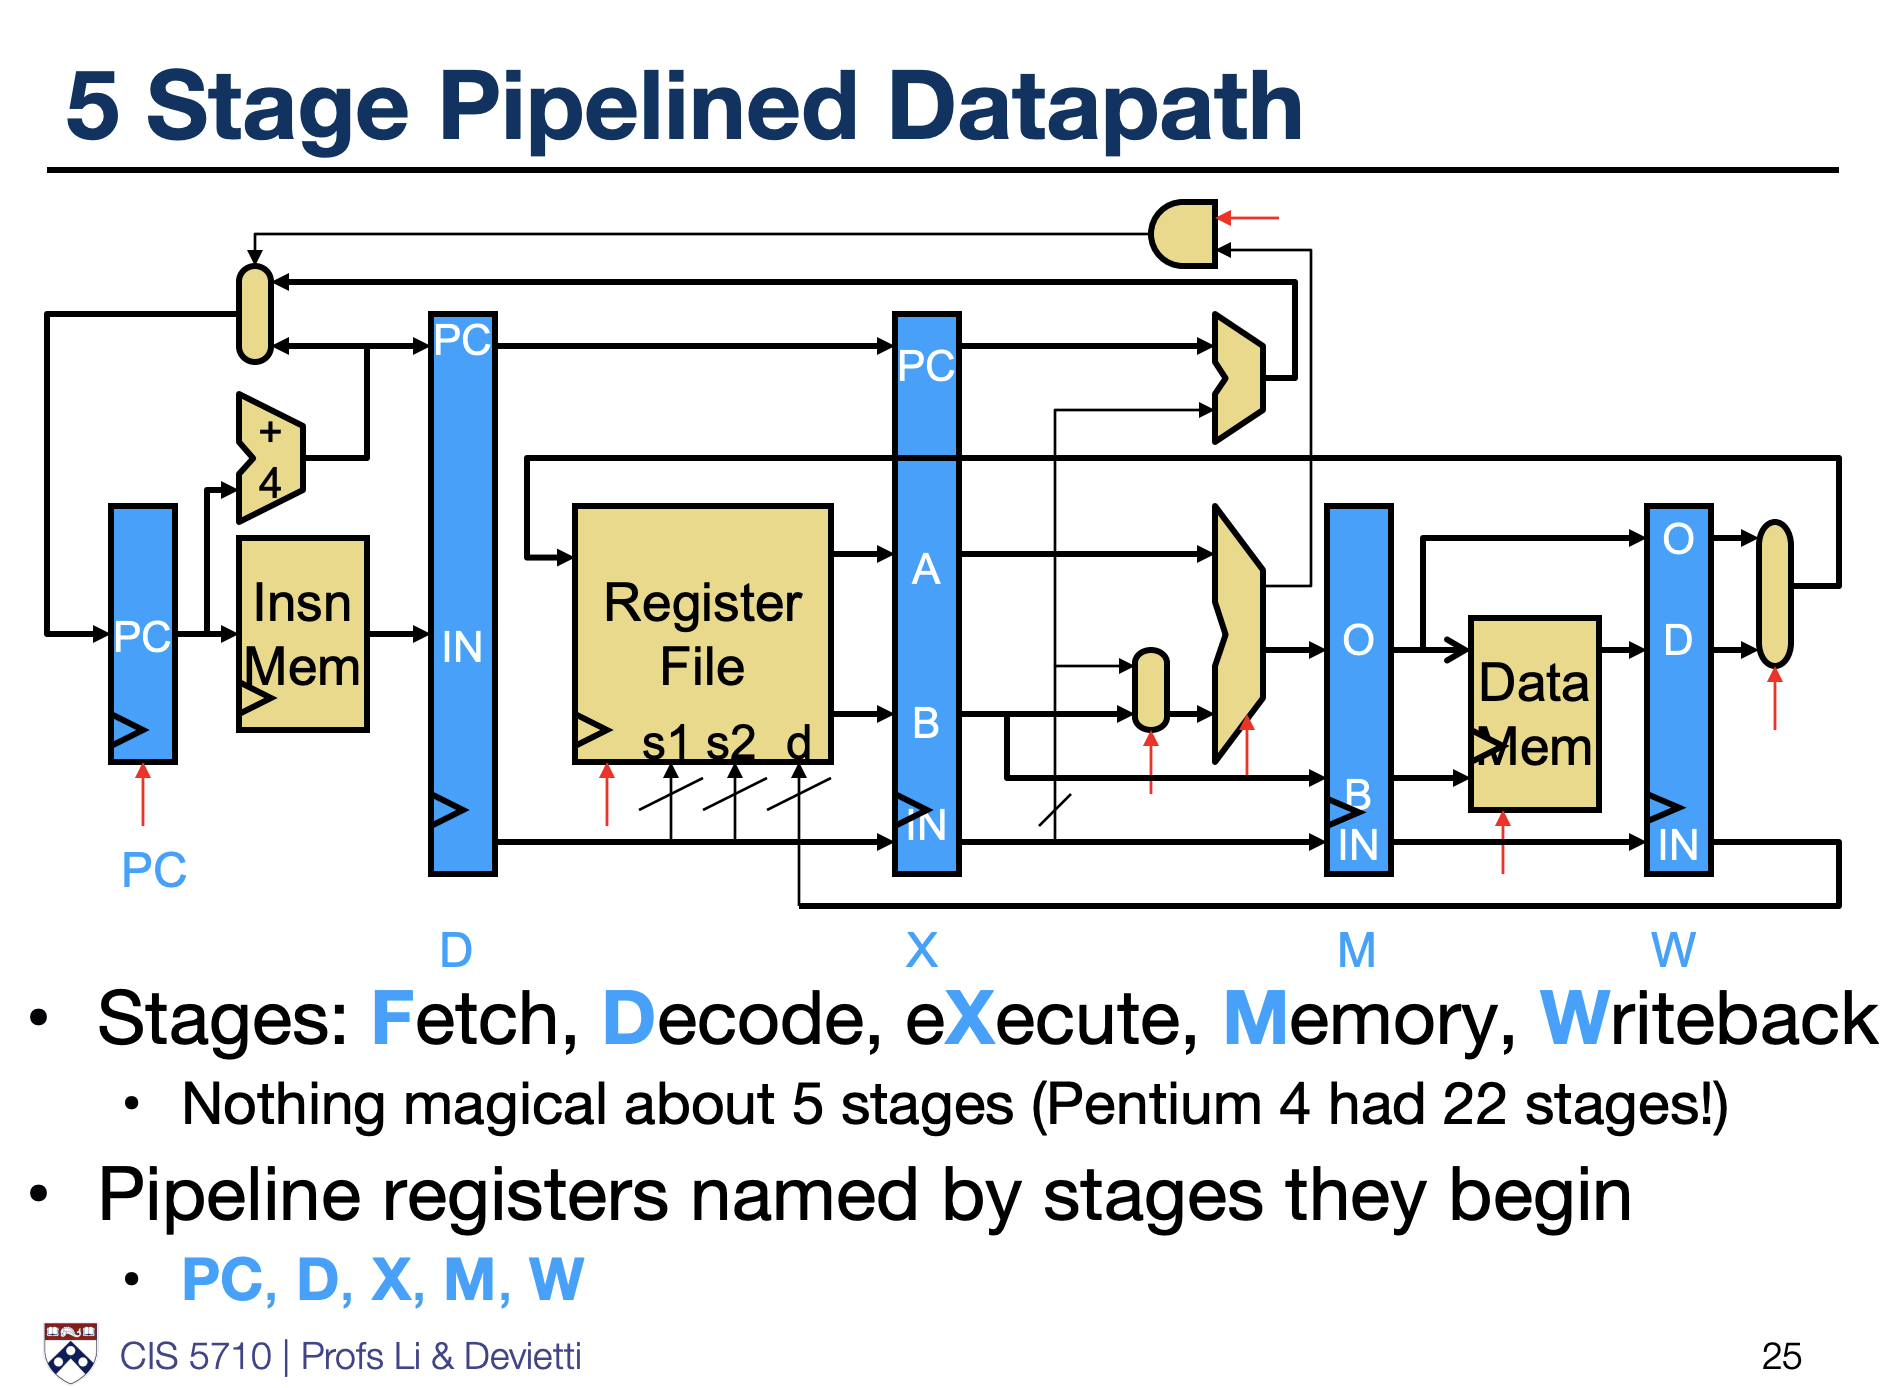 5 Stage Pipelined Datapath
PC
PC
+
4
PC
Insn
Mem
IN
Register
File
s1 s2 d
A
B
IN
O
B
IN
Data
Mem
O
D
IN
PC
D
X
M
W
• Stages: Fetch, Decode, eXecute, Memory, Writeback
• Nothing magical about 5 stages (Pentium 4 had 22 stages!)
• Pipeline registers named by stages they begin
• PC, D, X, M, W
CIS 5710 | Profs Li & Devietti
25